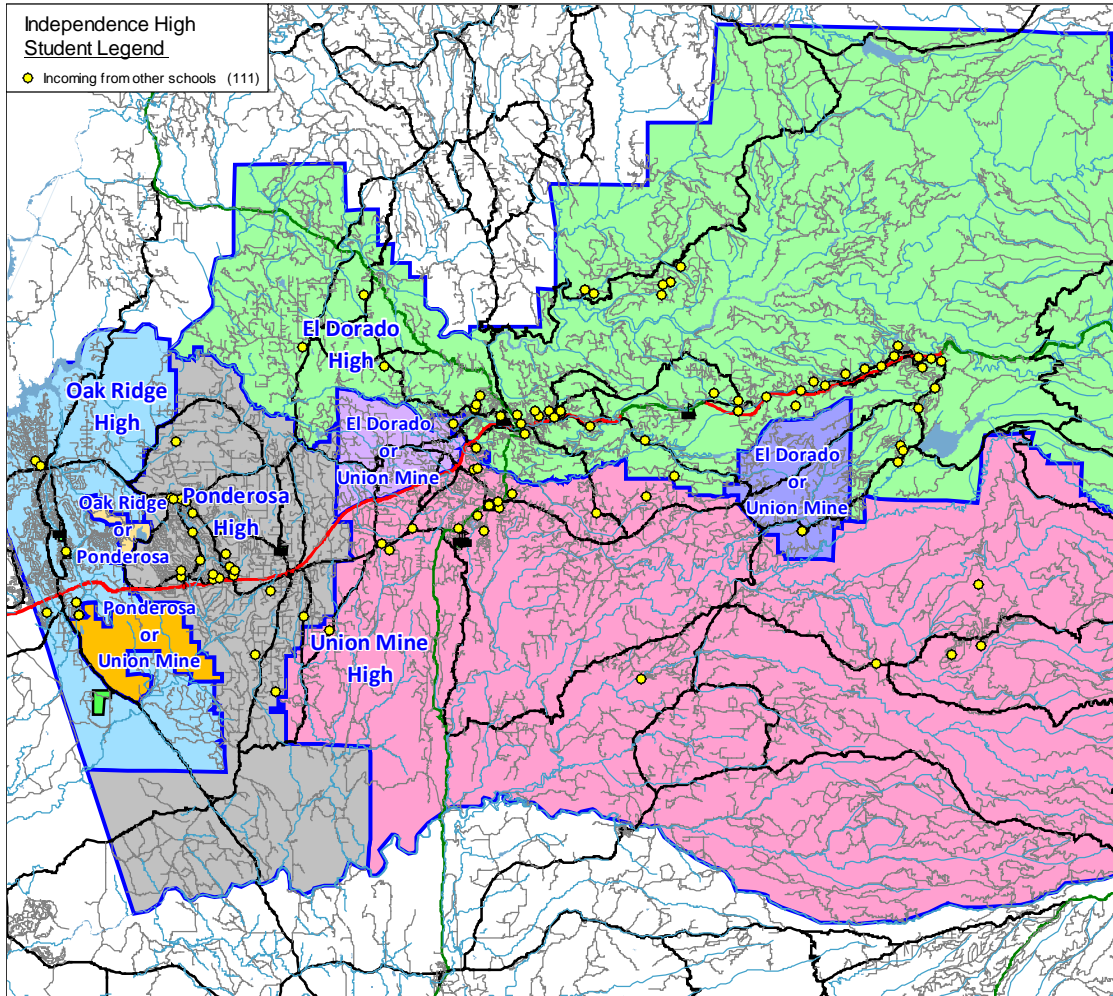 Independence High
Student Legend
Incoming from other schools (111)
El Dorado
High
Oak Ridge
High
El Dorado
or
Union Mine
El Dorado
or
Union Mine
Oak Ridge
or
Ponderosa
Ponderosa
High
Ponderosa
or
Union Mine
Union Mine
High